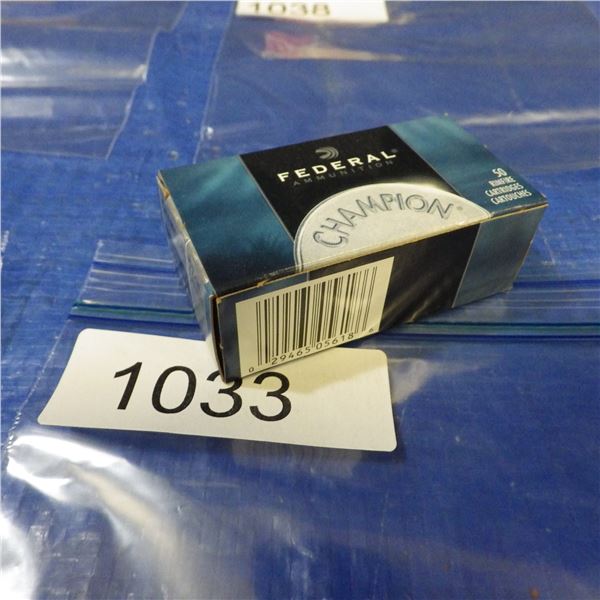 1038
FEDERAL®
AMMUNITION
CHAMPION®
50
RIMFIRE
CARTRIDGES
CARTOUCHES
0 29465 05618 6
1033